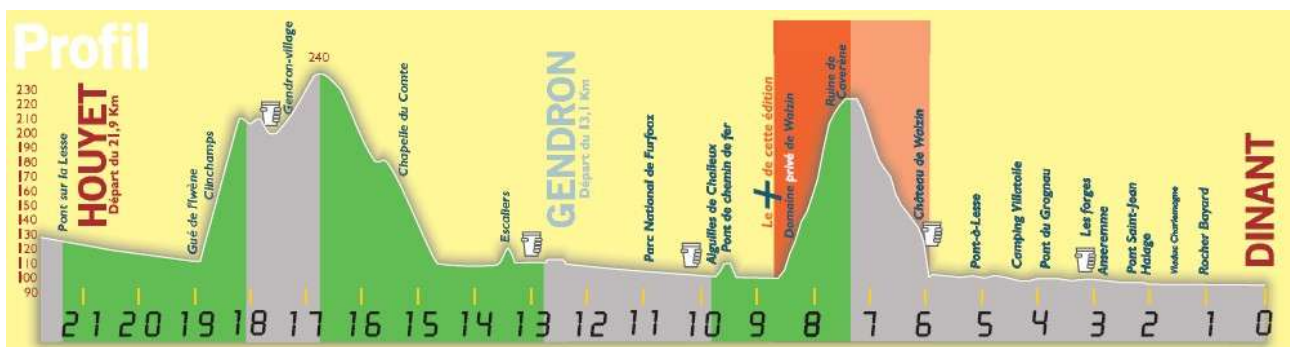 Profil
230
220
210
200
190
180
170
160
150
140
130
120
110
100
90
Pont sur la Lesse
HOUYET
Départ du 21,9 Km
Gué de l'Iwène
Clinchamps
Gendron-village
240
Chapelle du Comte
Escaliers
GENDRON
Départ du 13,1 Km
Parc National de Furfooz
Aiguilles de Chaleux
Pont de chemin de fer
Le + de cette édition
Domaine privé de Walzin
Ruine de
Caverène
Château de Walzin
Pont-à-Lesse
Camping Villatoile
Pont du Grognau
Les forges
Anseremme
Pont Saint-Jean
Halage
Viaduc Charlemagne
Rocher Bayard
DINANT
21 20 19 18 17 16 15 14 13 12 11 10 9 8 7 6 5 4 3 2 1 0